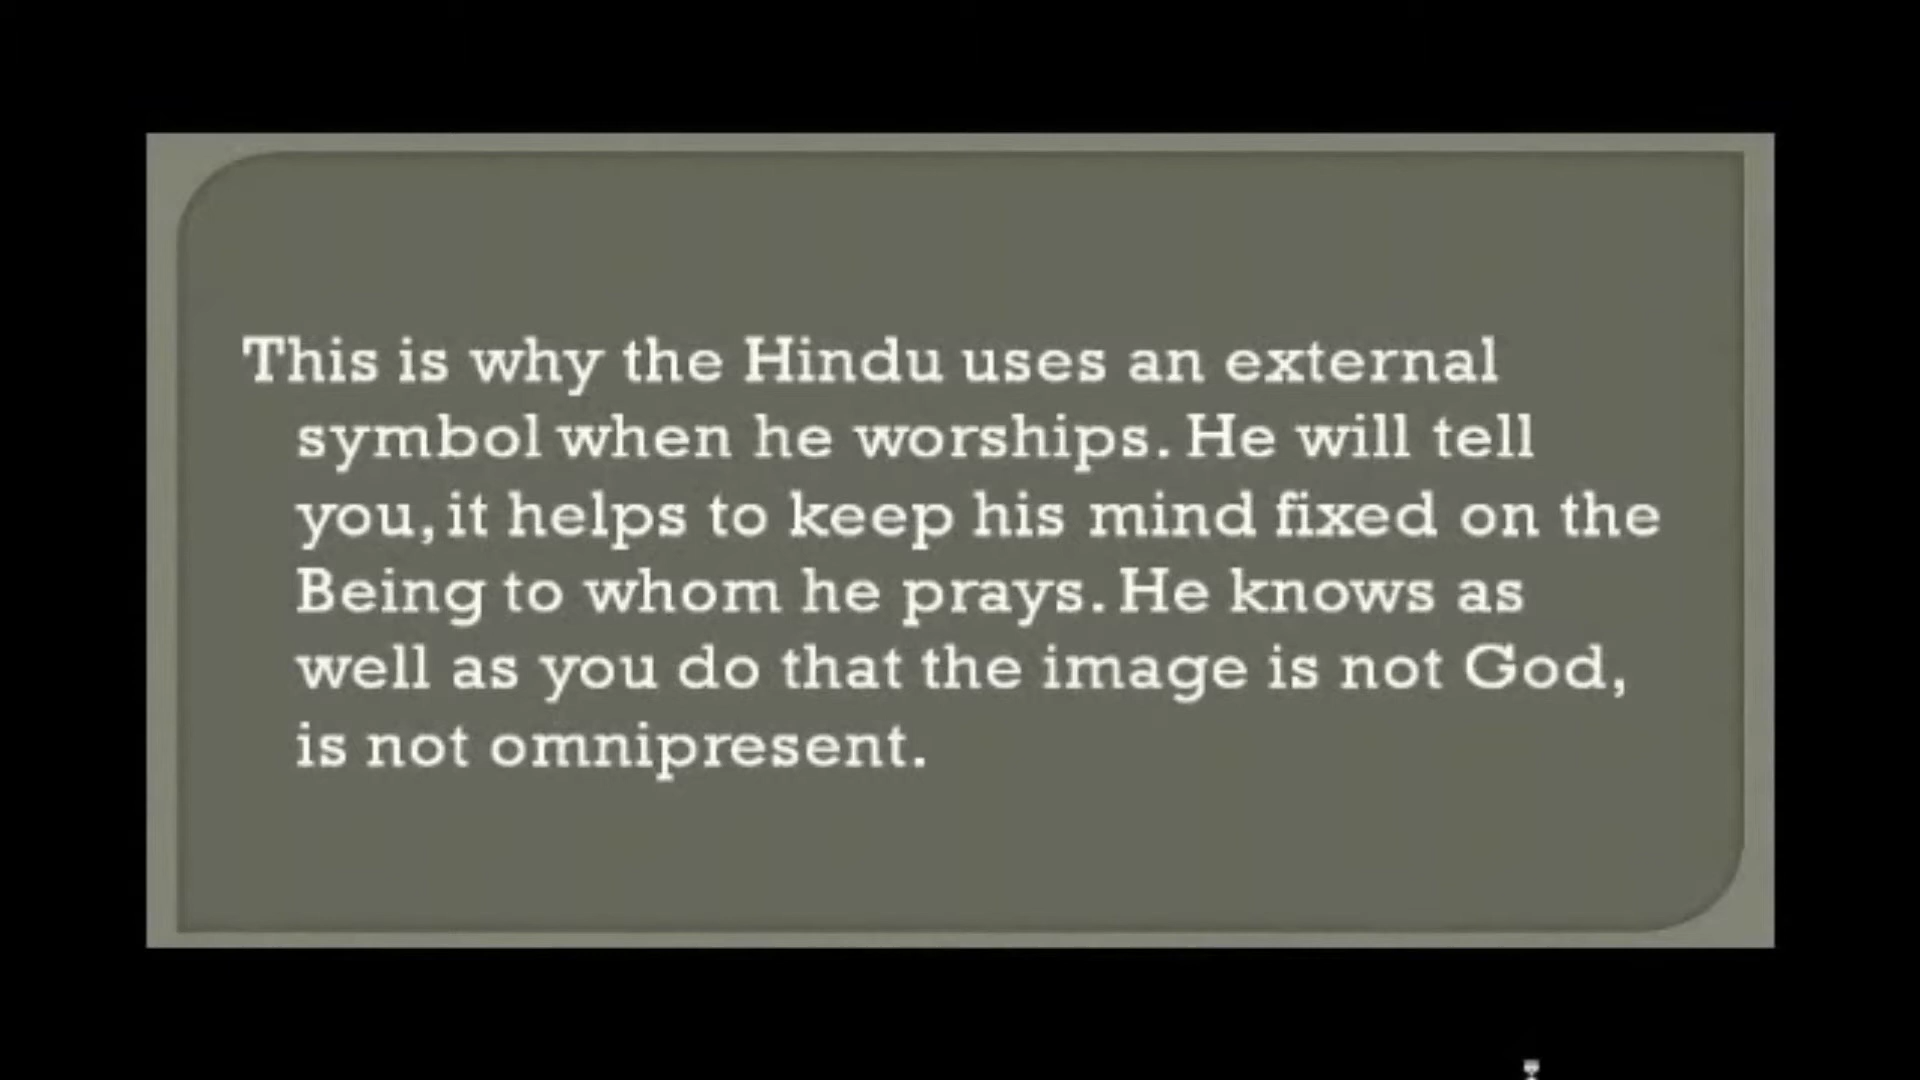 This is why the Hindu uses an external
symbol when he worships. He will tell
you, it helps to keep his mind fixed on the
Being to whom he prays. He knows as
well as you do that the image is not God,
is not omnipresent.